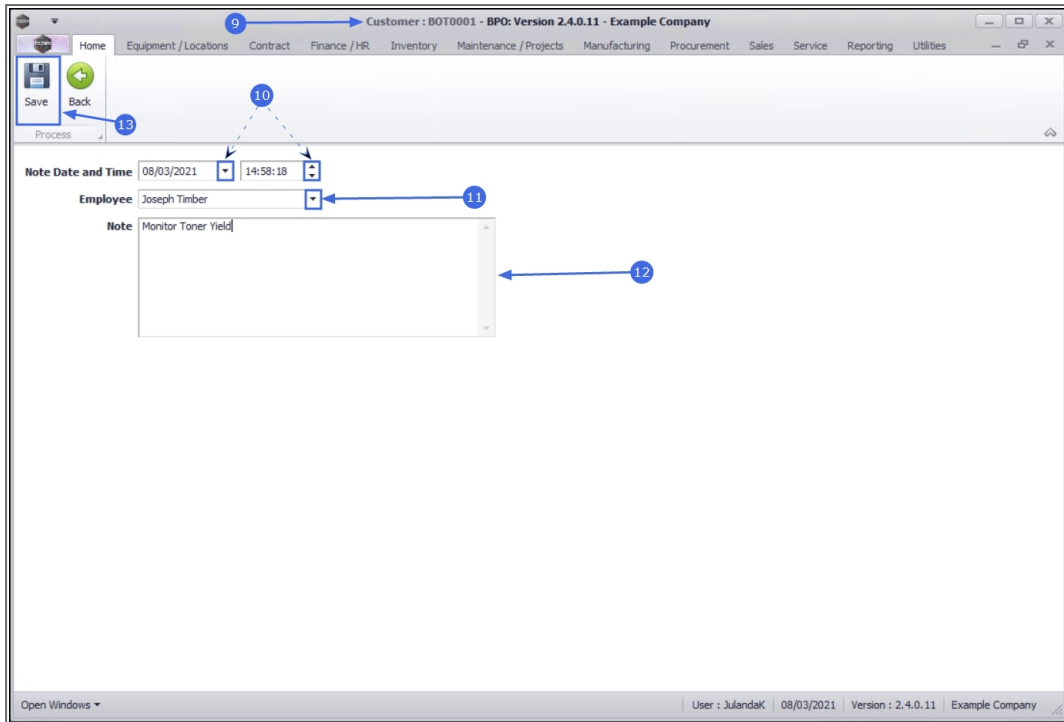 9
Customer : BOT0001 - BPO: Version 2.4.0.11 - Example Company
Home Equipment / Locations Contract Finance / HR Inventory Maintenance / Projects Manufacturing Procurement Sales Service Reporting Utilities
Save Back
10
13
Process
Note Date and Time 08/03/2021 14:58:18
Employee Joseph Timber
11
Note Monitor Toner Yield
12
Open Windows User : JulandaK 08/03/2021 Version : 2.4.0.11 Example Company